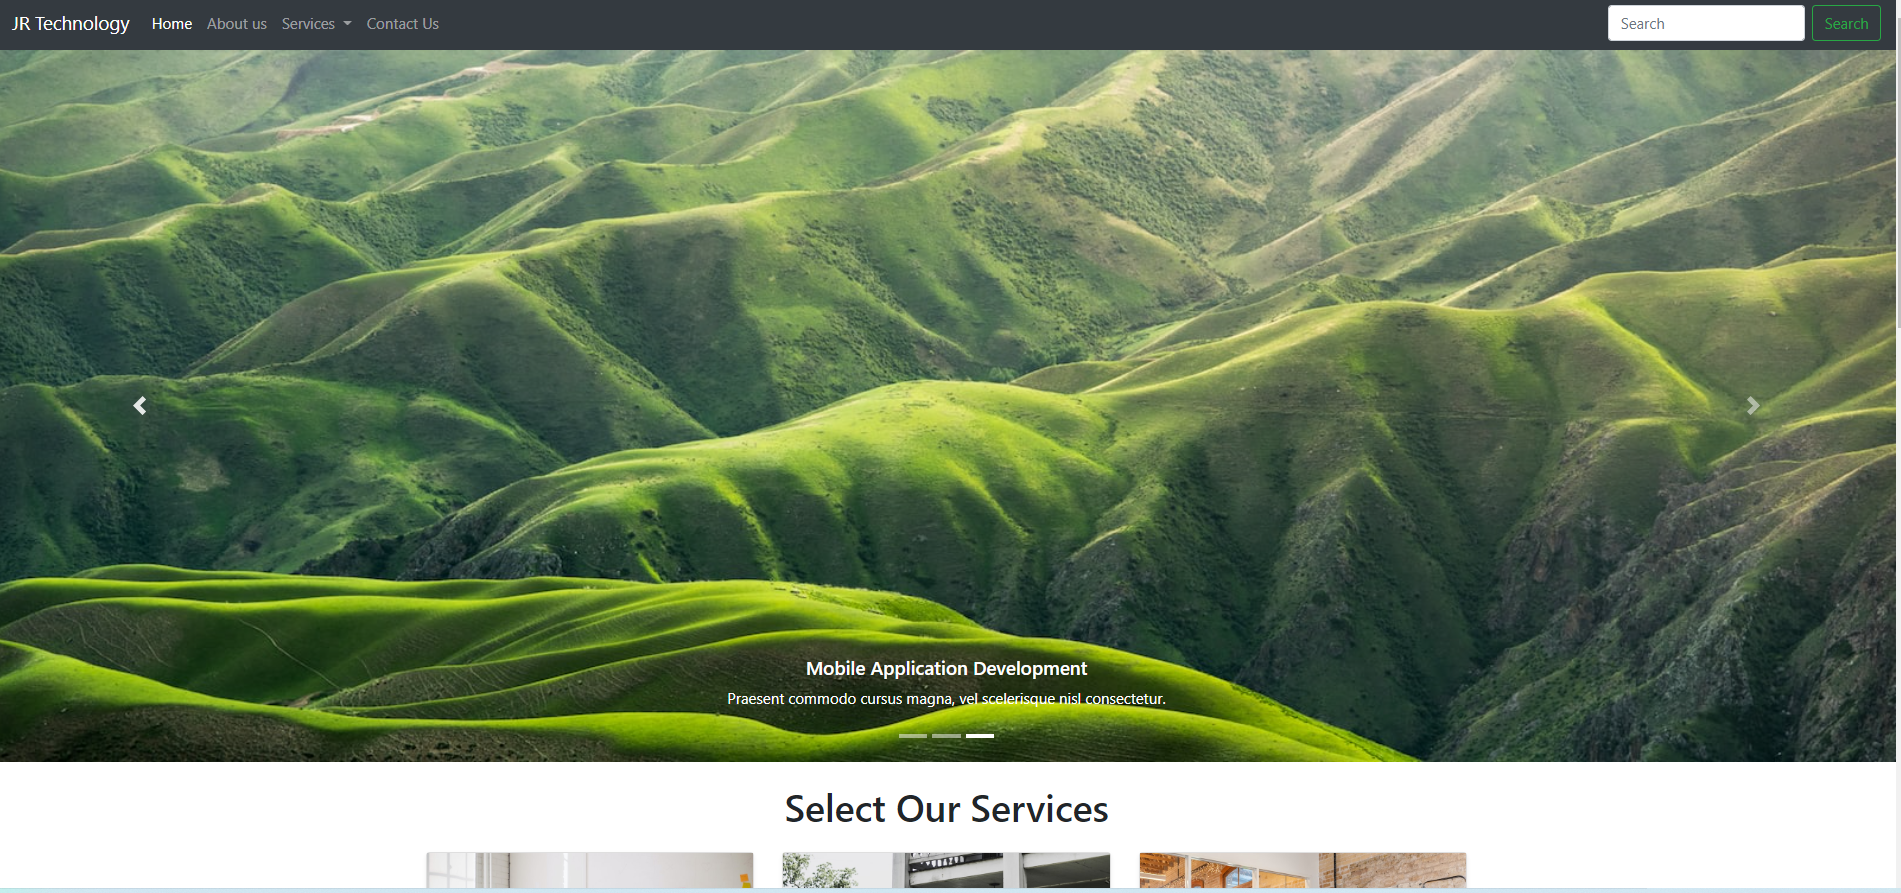 JR Technology Home About us Services Contact Us Search Search
Mobile Application Development
Praesent commodo cursus magna, vel scelerisque nisl consectetur.
Select Our Services